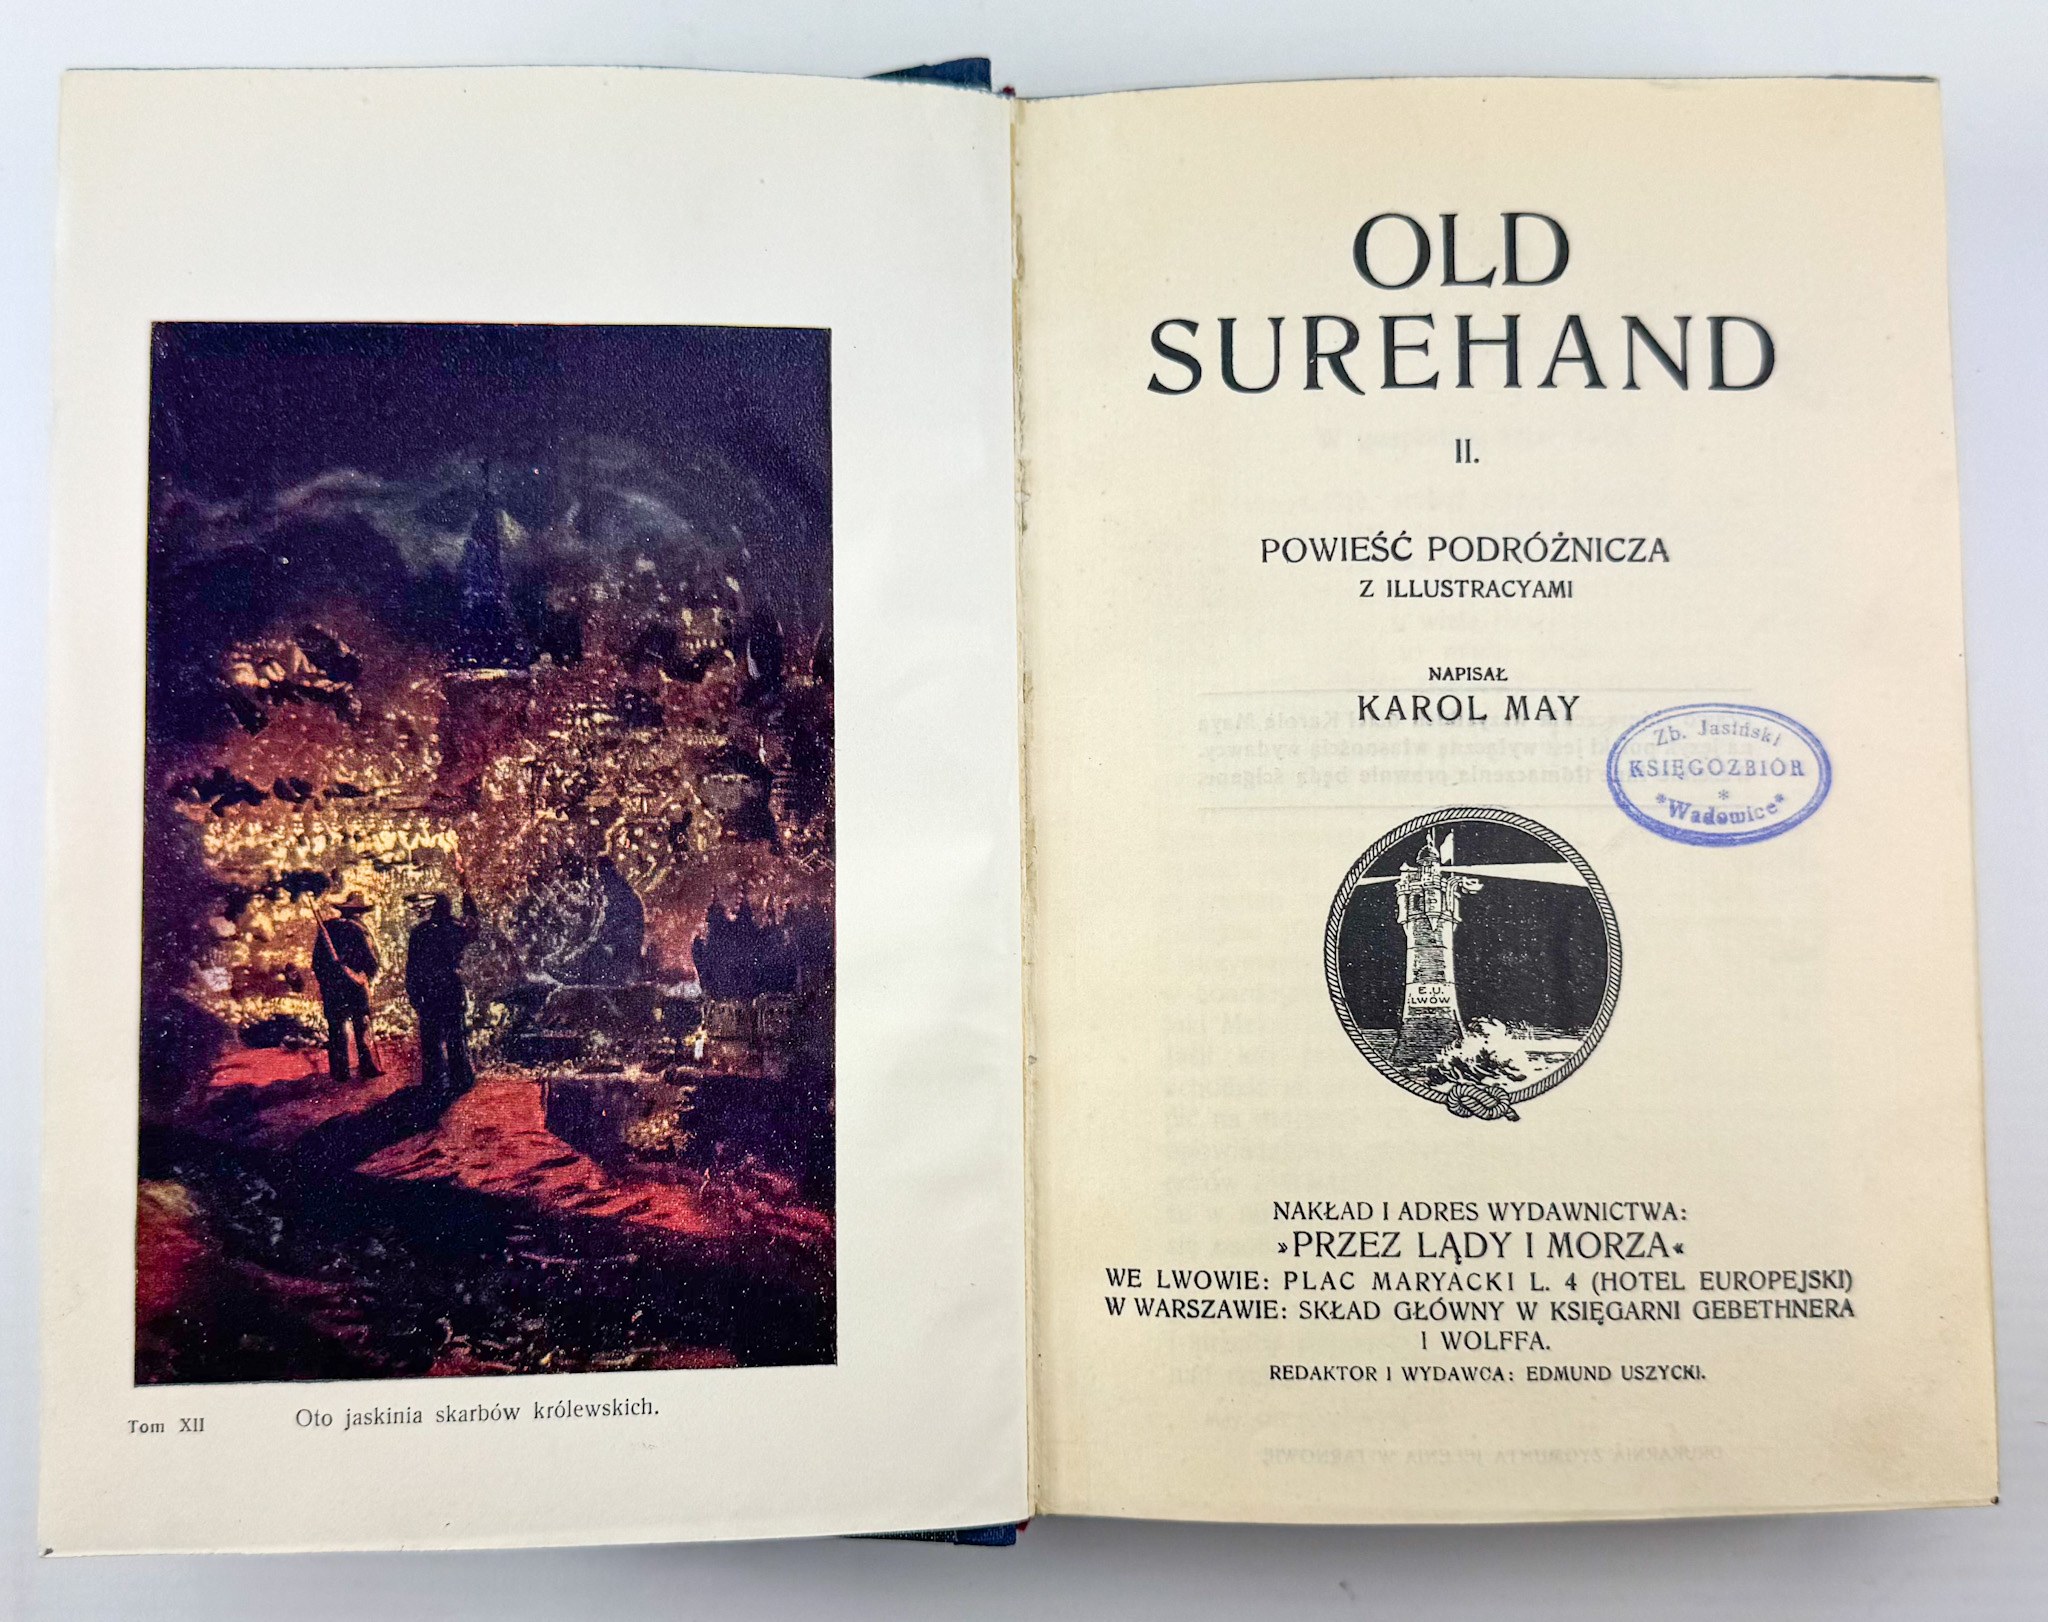 Tom XII
Oto jaskinia skarbów królewskich.
OLD
SUREHAND
II.
POWIEŚĆ PODRÓŻNICZA
Z ILLUSTRACYAMI
NAPISAŁ
KAROL MAY
Zb. Jasiński
KSIĘGOZBIÓR
*
*Wadowice*
E.U.
LWÓW
NAKŁAD I ADRES WYDAWNICTWA:
»PRZEZ LĄDY I MORZA«
WE LWOWIE: PLAC MARYACKI L. 4 (HOTEL EUROPEJSKI)
W WARSZAWIE: SKŁAD GŁÓWNY W KSIĘGARNI GEBETHNERA
I WOLFFA.
REDAKTOR I WYDAWCA: EDMUND USZYCKI.